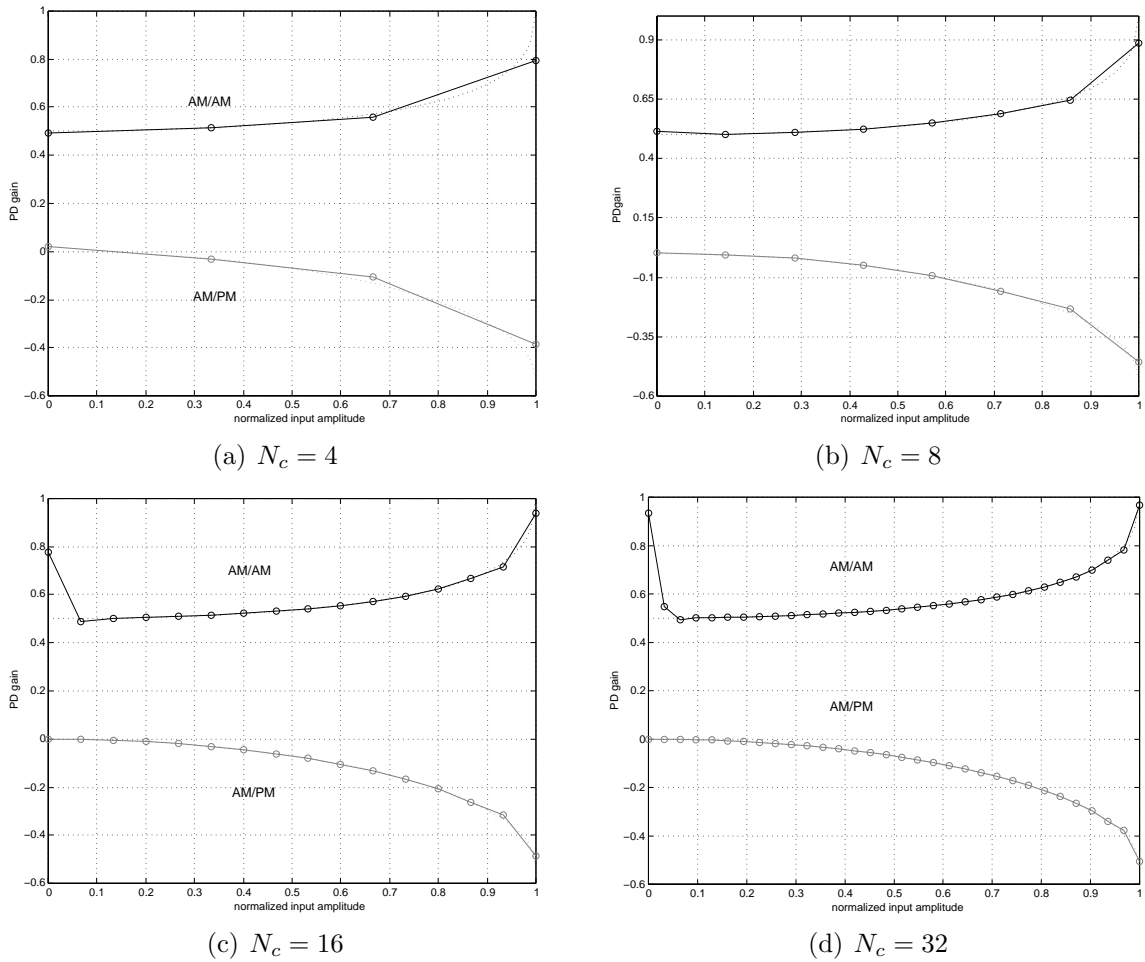 1
0.8
0.6
0.4
0.2
0
−0.2
−0.4
−0.6
PD gain
AM/AM
AM/PM
0 0.1 0.2 0.3 0.4 0.5 0.6 0.7 0.8 0.9 1
normalized input amplitude
(a) N_c = 4
0.9
0.65
0.4
0.15
−0.1
−0.35
−0.6
PDgain
0 0.1 0.2 0.3 0.4 0.5 0.6 0.7 0.8 0.9 1
normalized input amplitude
(b) N_c = 8
1
0.8
0.6
0.4
0.2
0
−0.2
−0.4
−0.6
PD gain
AM/AM
AM/PM
0 0.1 0.2 0.3 0.4 0.5 0.6 0.7 0.8 0.9 1
normalized input amplitude
(c) N_c = 16
1
0.8
0.6
0.4
0.2
0
−0.2
−0.4
−0.6
PD gain
AM/AM
AM/PM
0 0.1 0.2 0.3 0.4 0.5 0.6 0.7 0.8 0.9 1
normalized input amplitude
(d) N_c = 32